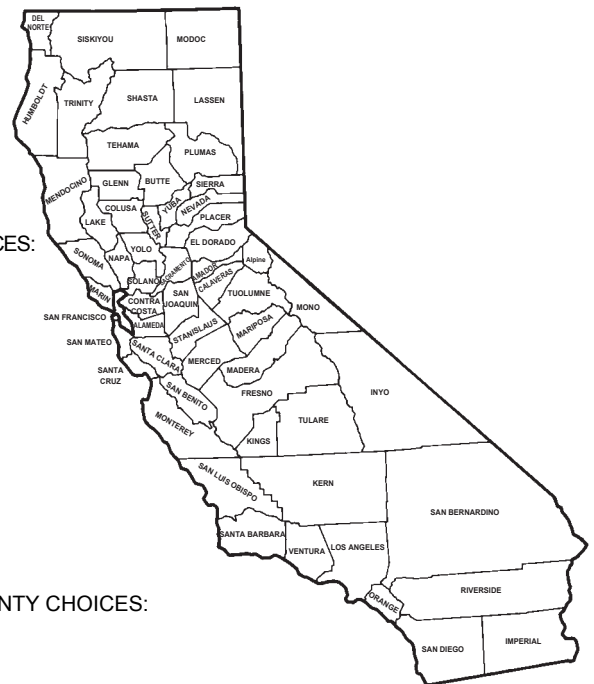 DEL
NORTE
SISKIYOU
MODOC
HUMBOLDT
TRINITY
SHASTA
LASSEN
TEHAMA
PLUMAS
MENDOCINO
GLENN
BUTTE
SIERRA
YUBA
NEVADA
COLUSA
SUTTER
PLACER
LAKE
CES:
YOLO
EL DORADO
SONOMA
NAPA
SACRAMENTO
AMADOR
Alpine
SOLANO
CALAVERAS
MARIN
CONTRA
COSTA
SAN
JOAQUIN
TUOLUMNE
MONO
SAN FRANCISCO
ALAMEDA
STANISLAUS
MARIPOSA
SAN MATEO
SANTA CLARA
MERCED
SANTA
CRUZ
MADERA
SAN BENITO
FRESNO
INYO
MONTEREY
TULARE
KINGS
SAN LUIS OBISPO
KERN
SAN BERNARDINO
SANTA BARBARA
VENTURA
LOS ANGELES
RIVERSIDE
ORANGE
NTY CHOICES:
SAN DIEGO
IMPERIAL